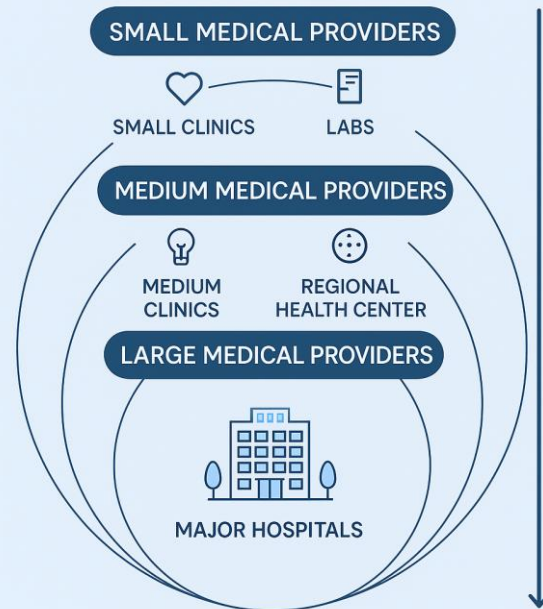 SMALL MEDICAL PROVIDERS
SMALL CLINICS
LABS
MEDIUM MEDICAL PROVIDERS
MEDIUM
CLINICS
REGIONAL
HEALTH CENTER
LARGE MEDICAL PROVIDERS
MAJOR HOSPITALS